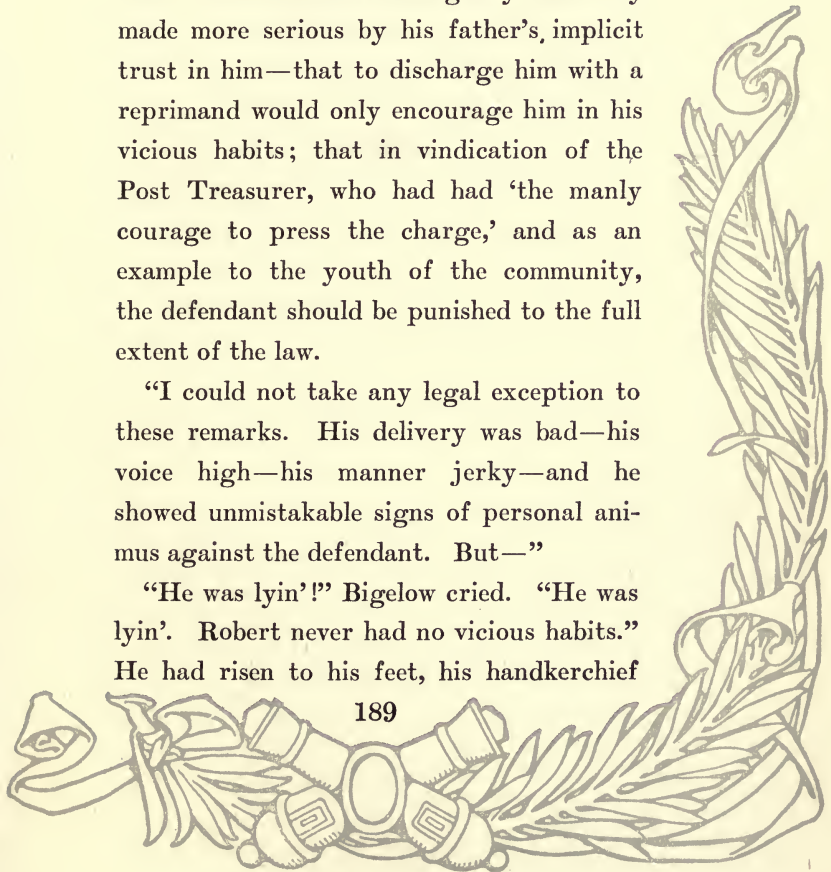 made more serious by his father's, implicit
trust in him—that to discharge him with a
reprimand would only encourage him in his
vicious habits; that in vindication of the
Post Treasurer, who had had ‘the manly
courage to press the charge,’ and as an
example to the youth of the community,
the defendant should be punished to the full
extent of the law.
“I could not take any legal exception to
these remarks. His delivery was bad—his
voice high—his manner jerky—and he
showed unmistakable signs of personal ani-
mus against the defendant. But—”
“He was lyin’!” Bigelow cried. “He was
lyin’. Robert never had no vicious habits.”
He had risen to his feet, his handkerchief
189